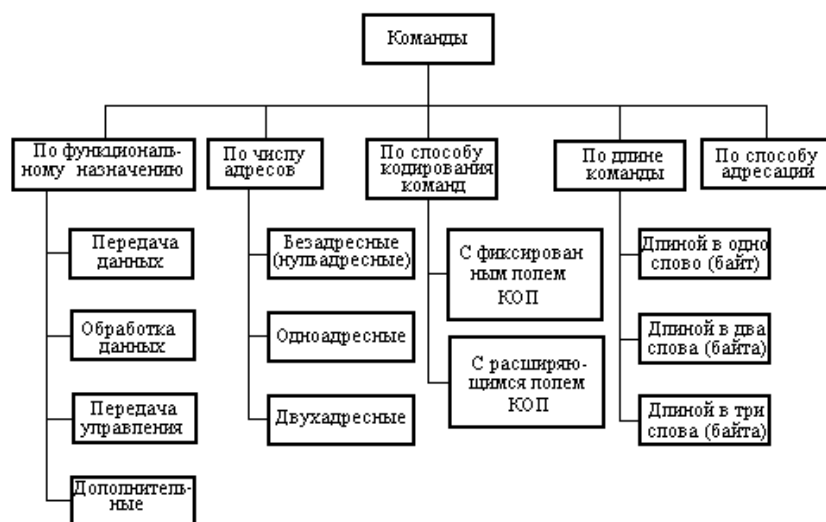 Команды
По функциональ-
ному назначению
По числу
адресов
По способу
кодирования
команд
По длине
команды
По способу
адресации
Передача
данных
Обработка
данных
Передача
управления
Дополнитель-
ные
Безадресные
(нульадресные)
Одноадресные
Двухадресные
С фиксирован
ным полем
КОП
С расширяю-
щимся полем
КОП
Длиной в одно
слово (байт)
Длиной в два
слова (байта)
Длиной в три
слова (байта)